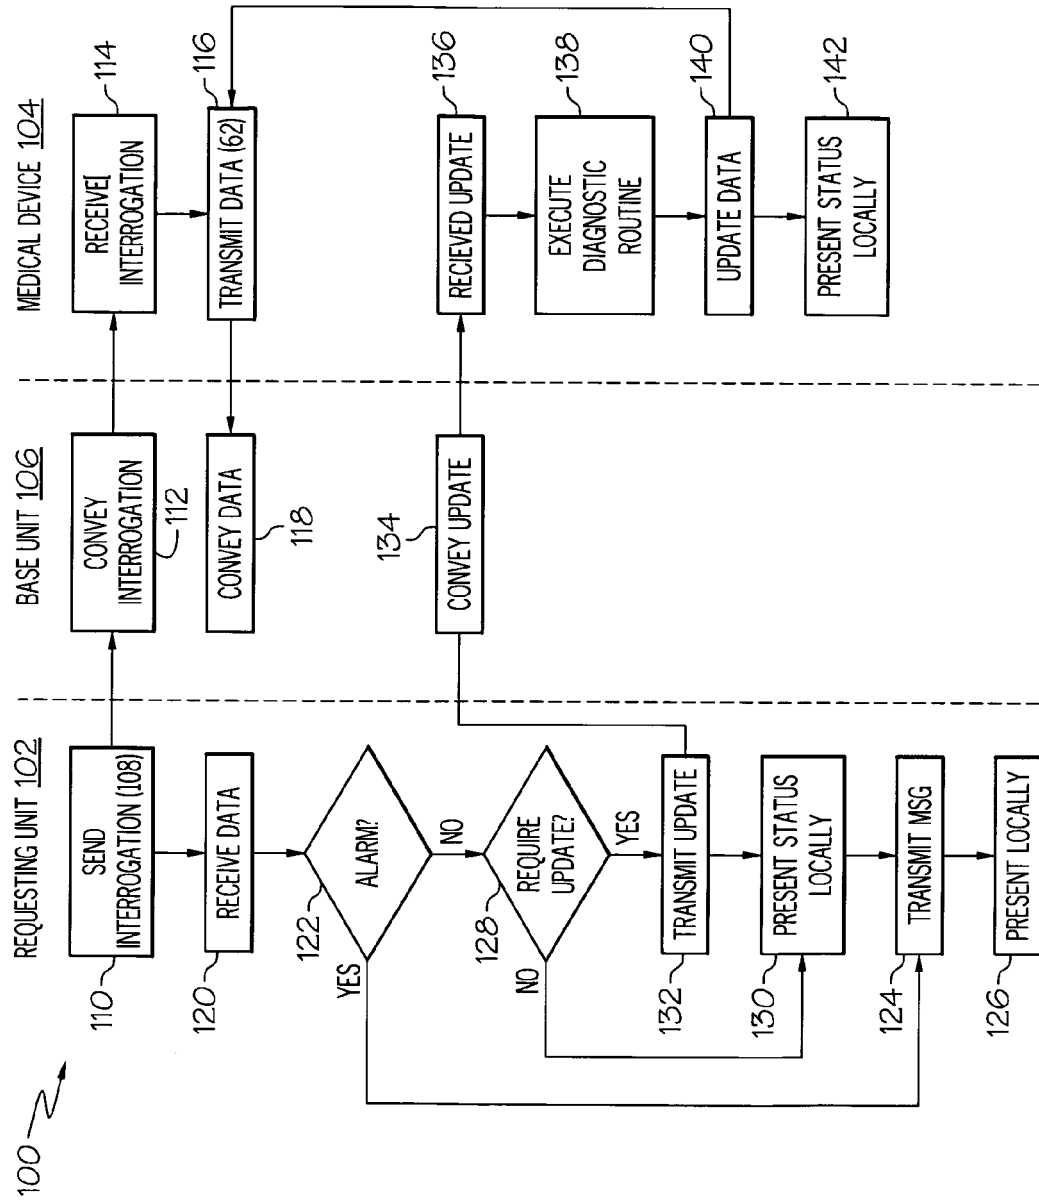 100
REQUESTING UNIT 102
BASE UNIT 106
MEDICAL DEVICE 104
110
SEND
INTERROGATION (108)
CONVEY
INTERROGATION
112
RECEIVE[
INTERROGATION
114
120
RECEIVE DATA
CONVEY DATA
118
TRANSMIT DATA (62)
116
122
ALARM?
YES
NO
128
REQUIRE
UPDATE?
NO
YES
134
CONVEY UPDATE
RECIEVED UPDATE
136
EXECUTE
DIAGNOSTIC
ROUTINE
138
132
TRANSMIT UPDATE
UPDATE DATA
140
130
PRESENT STATUS
LOCALLY
PRESENT STATUS
LOCALLY
142
124
TRANSMIT MSG
126
PRESENT LOCALLY